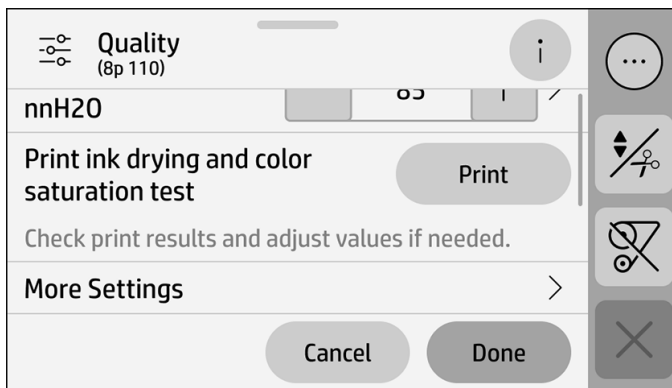 Quality
(8p 110)
nnH2O
85
Print ink drying and color
saturation test
Print
Check print results and adjust values if needed.
More Settings
Cancel
Done